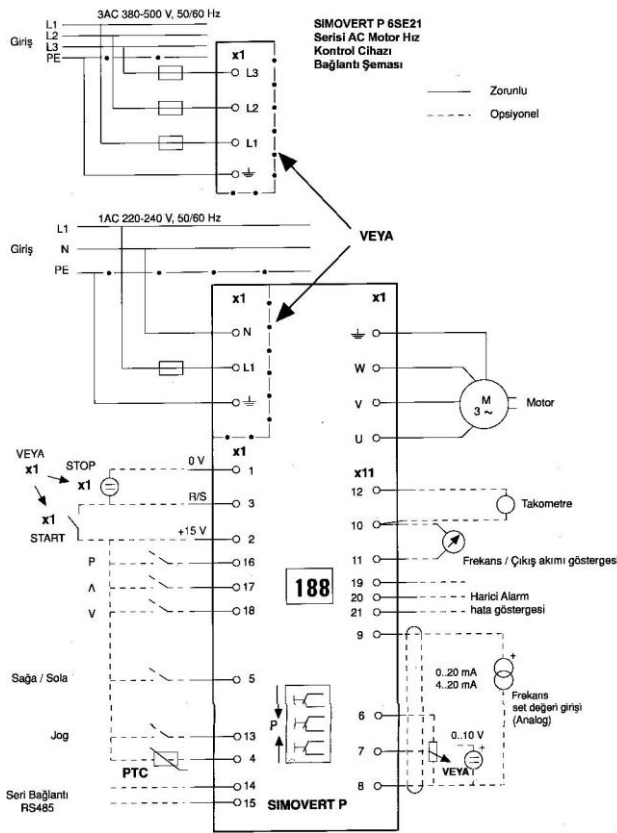 3AC 380-500 V, 50/60 Hz
L1
L2
L3
PE
Giriş
x1
L3
L2
L1
SIMOVERT P 6SE21
Serisi AC Motor Hız
Kontrol Cihazı
Bağlantı Şeması
Zorunlu
Opsiyonel
VEYA
1AC 220-240 V, 50/60 Hz
L1
N
PE
Giriş
x1
N
L1
x1
W
V
U
M
3 ~
Motor
VEYA
x1
STOP
x1
x1
START
x1
0 V
1
R/S
3
+15 V
2
P
16
Λ
17
V
18
Sağa / Sola
5
Jog
13
4
PTC
14
Seri Bağlantı
RS485
15
188
P
SIMOVERT P
x11
12
10
Takometre
11
Frekans / Çıkış akımı göstergesi
19
20
21
Harici Alarm
hata göstergesi
9
0..20 mA
4..20 mA
+
Frekans
set değeri girişi
(Analog)
6
7
8
0..10 V
+
VEYA